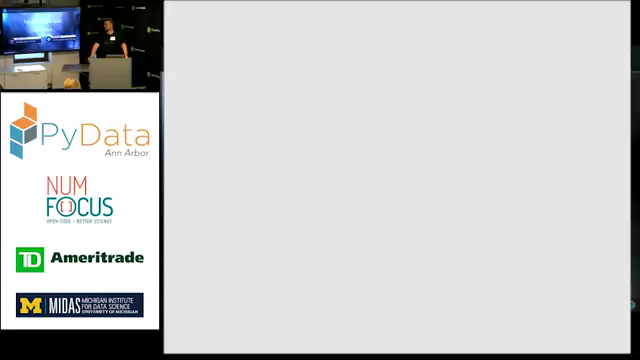 PyData
Ann Arbor
NUM
FOCUS
OPEN CODE = BETTER SCIENCE
TD Ameritrade
M MIDAS MICHIGAN INSTITUTE
FOR DATA SCIENCE
UNIVERSITY OF MICHIGAN